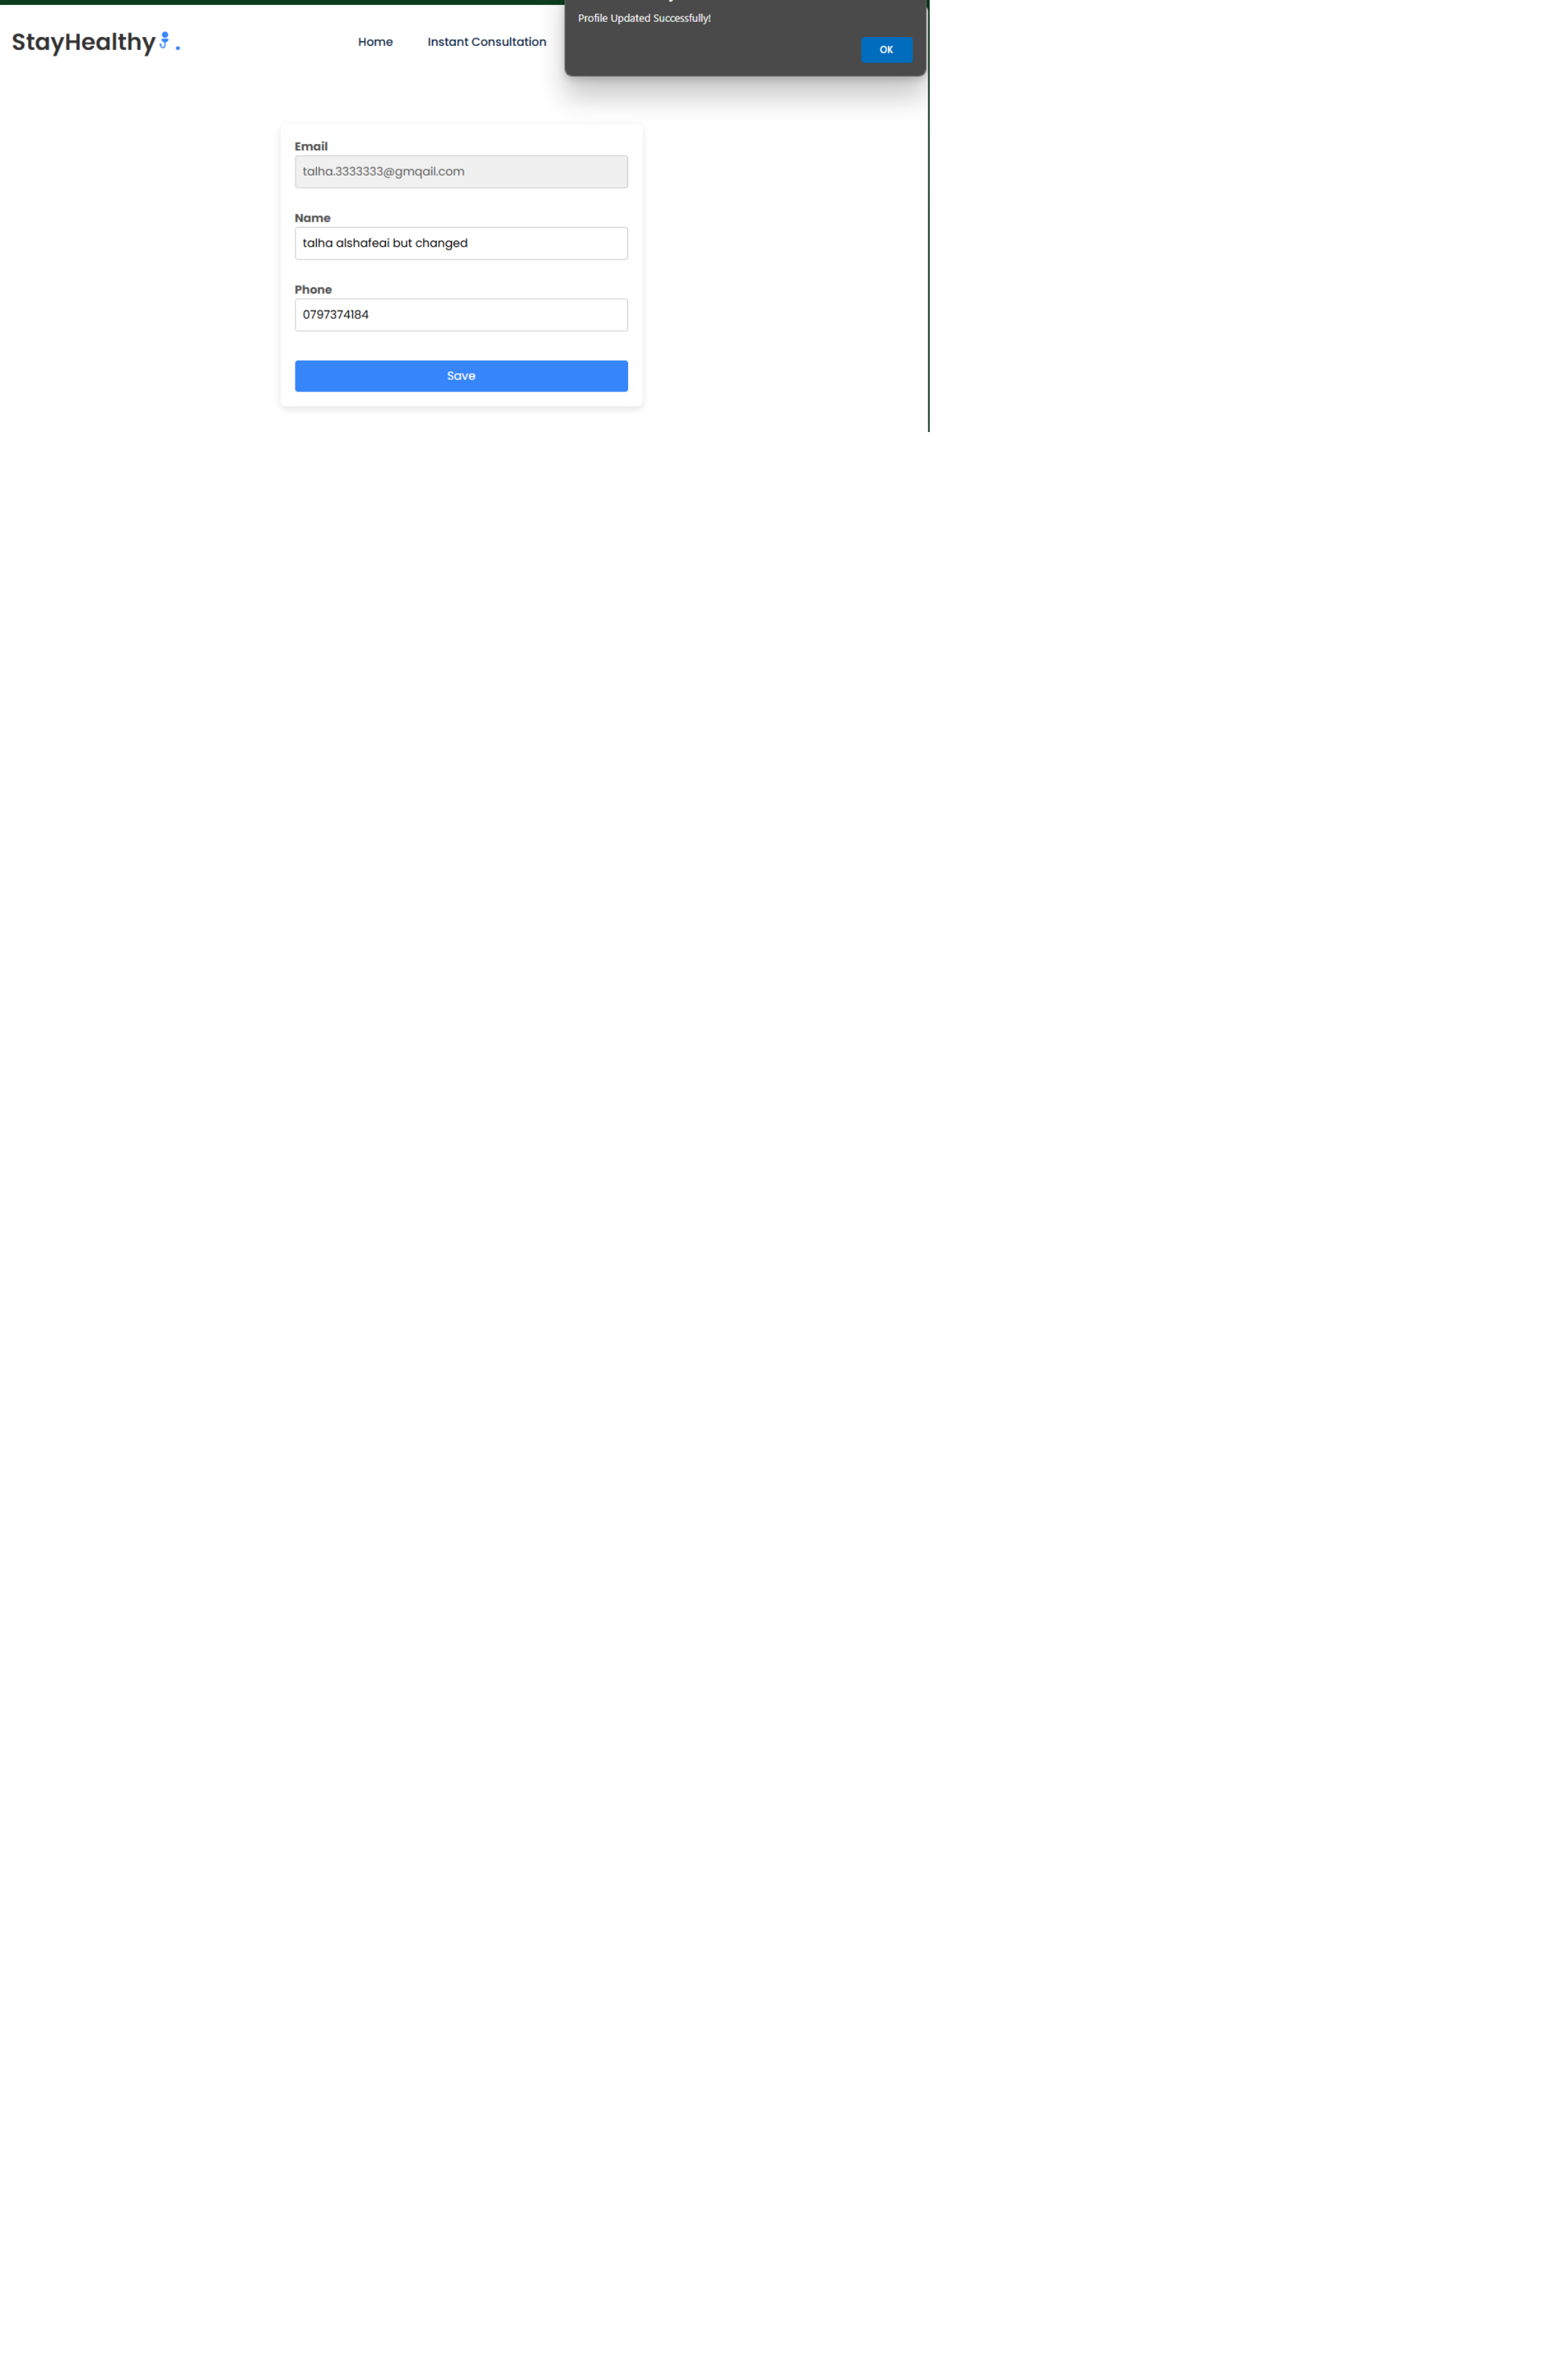 Profile Updated Successfully!
OK
StayHealthy .
Home Instant Consultation
Email
talha.3333333@gmqail.com
Name
talha alshafeai but changed
Phone
0797374184
Save